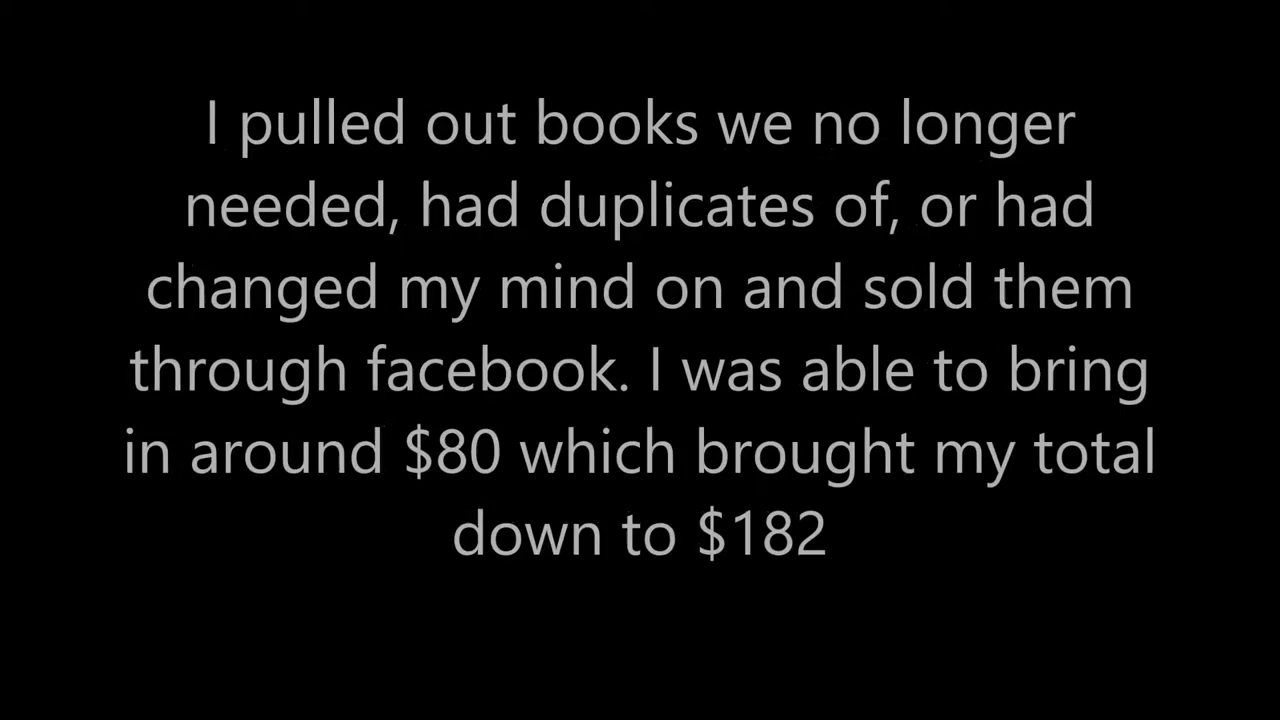 I pulled out books we no longer
needed, had duplicates of, or had
changed my mind on and sold them
through facebook. I was able to bring
in around $80 which brought my total
down to $182